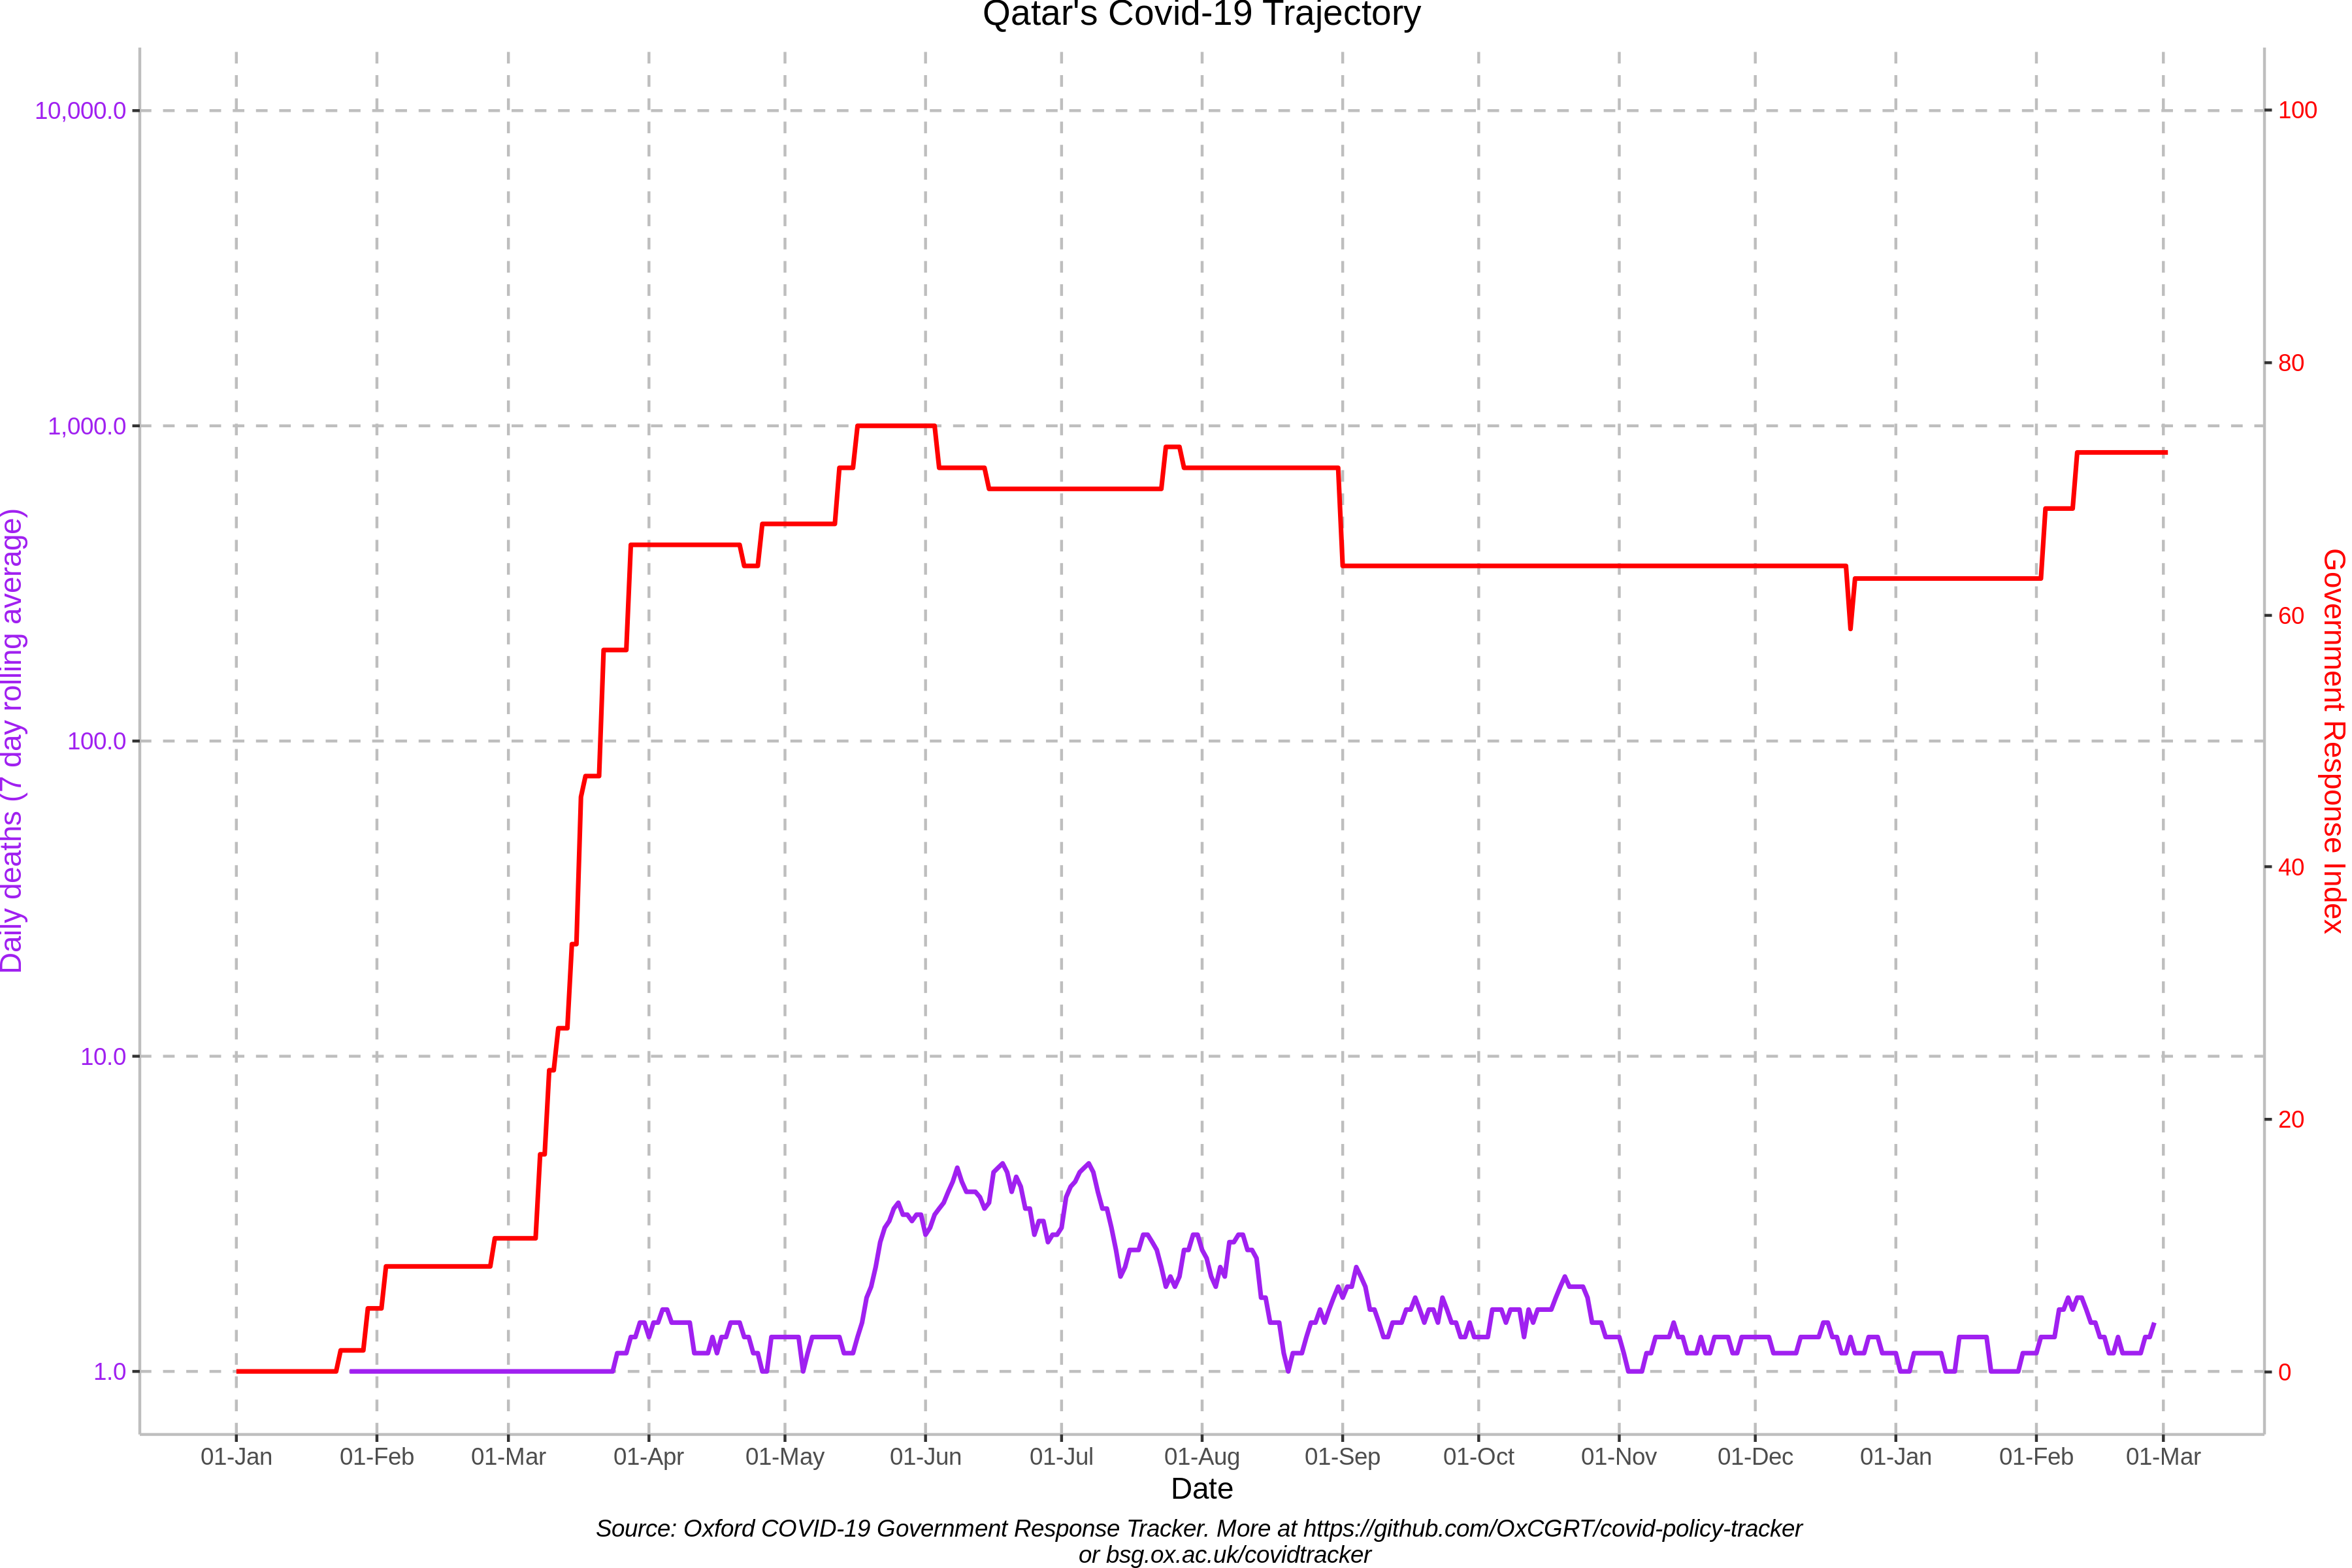 Qatar's Covid-19 Trajectory
10,000.0
1,000.0
100.0
10.0
1.0
Daily deaths (7 day rolling average)
100
80
60
40
20
0
Government Response Index
01-Jan 01-Feb 01-Mar 01-Apr 01-May 01-Jun 01-Jul 01-Aug 01-Sep 01-Oct 01-Nov 01-Dec 01-Jan 01-Feb 01-Mar
Date
Source: Oxford COVID-19 Government Response Tracker. More at https://github.com/OxCGRT/covid-policy-tracker
or bsg.ox.ac.uk/covidtracker